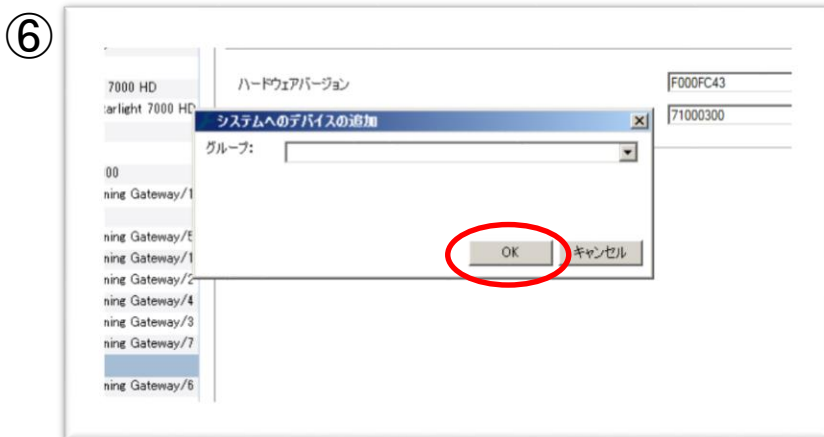 ⑥
7000 HD
ハードウェアバージョン
F000FC43
tarlight 7000 HD
71000300
システムへのデバイスの追加
グループ:
00
ning Gateway/1
ning Gateway/5
OK
キャンセル
ning Gateway/1
ning Gateway/2
ning Gateway/4
ning Gateway/3
ning Gateway/7
ning Gateway/6